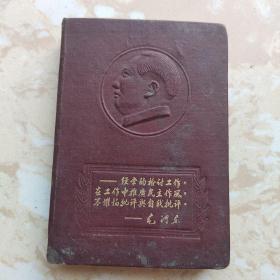 ——经常的检讨工作，
在工作中推广民主作风，
不惧怕批评与自我批评。
——毛泽东